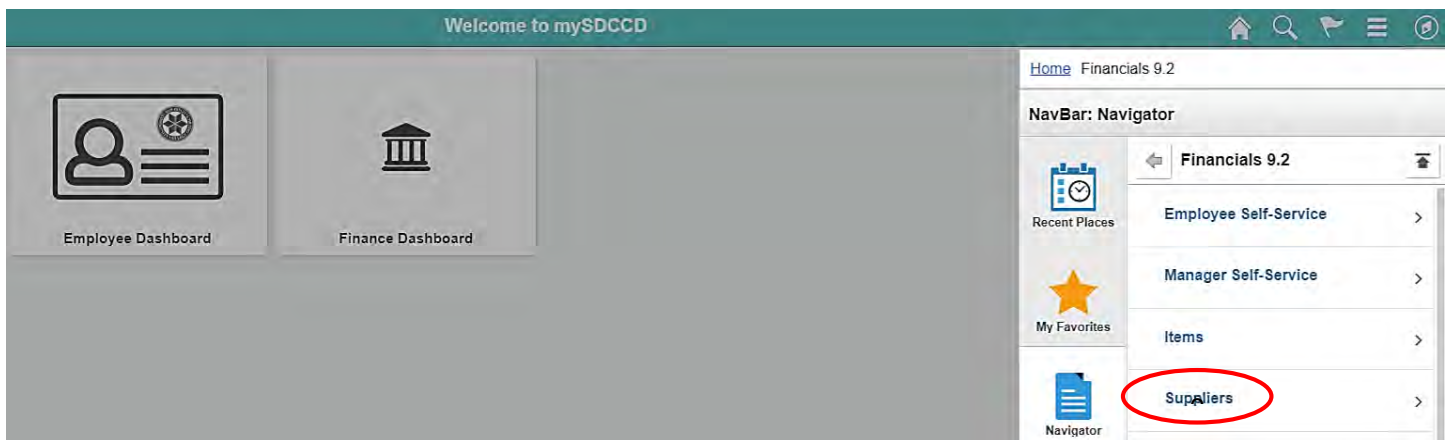 Welcome to mySDCCD
Home Financials 9.2
NavBar: Navigator
Financials 9.2
Recent Places
Employee Self-Service
Employee Dashboard
Finance Dashboard
Manager Self-Service
My Favorites
Items
Suppliers
Navigator